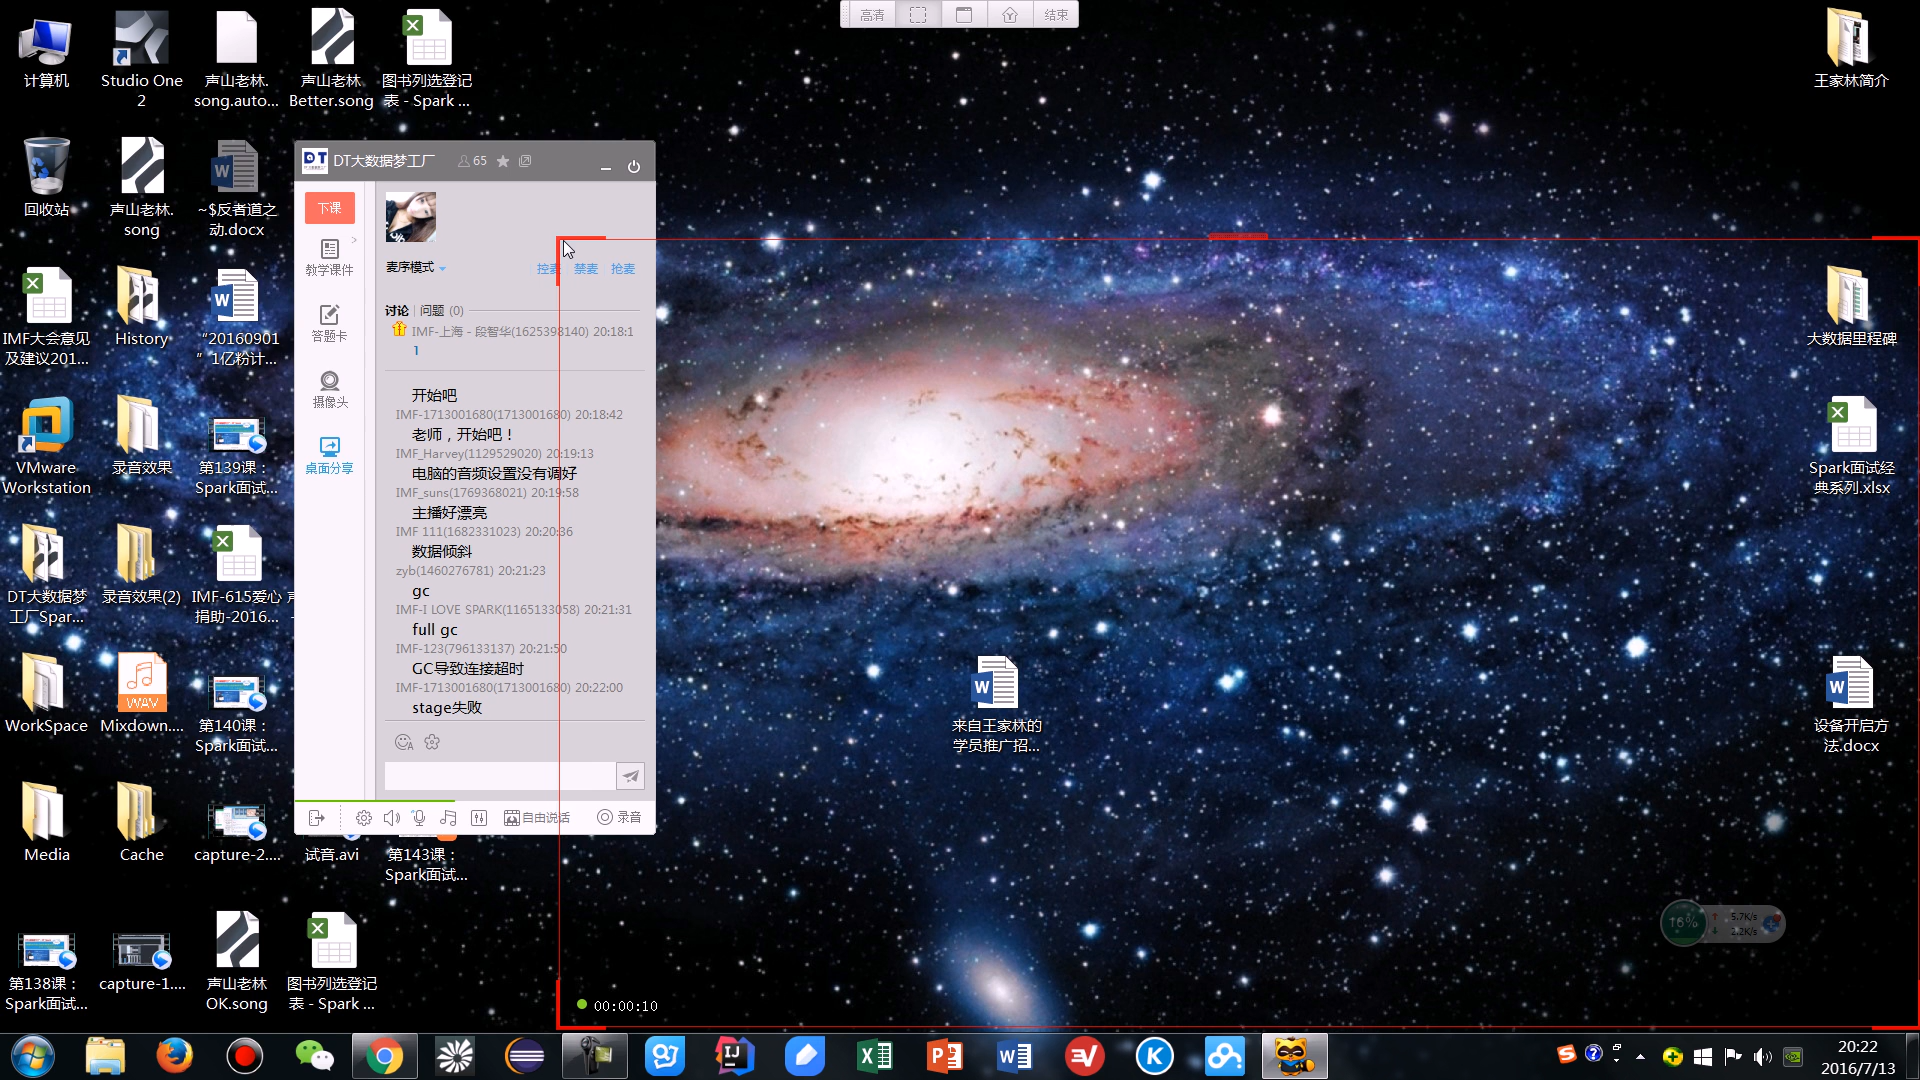 高清
结束
计算机
Studio One
2
声山老林.
song.auto...
声山老林.
Better.song
图书列选登记
表 - Spark ...
王家林简介
回收站
声山老林.
song
~$反者道之
动.docx
IMF大会意见
及建议201...
History
“20160901
”1亿粉计...
VMware
Workstation
录音效果
第139课：
Spark面试...
DT大数据梦
工厂Spar...
录音效果(2)
IMF-615爱心
捐助-2016...
WorkSpace
WAV
Mixdown....
第140课：
Spark面试...
Media
Cache
capture-2....
试音.avi
第143课：
Spark面试...
第138课：
Spark面试...
capture-1....
声山老林
OK.song
图书列选登记
表 - Spark ...
DT
DT大数据梦工厂
65
下课
教学课件
答题卡
摄像头
桌面分享
麦序模式
控麦
禁麦
抢麦
讨论
问题 (0)
IMF-上海 - 段智华(1625398140) 20:18:1
1
开始吧
IMF-1713001680(1713001680) 20:18:42
老师，开始吧！
IMF_Harvey(1129529020) 20:19:13
电脑的音频设置没有调好
IMF_suns(1769368021) 20:19:58
主播好漂亮
IMF 111(1682331023) 20:20:36
数据倾斜
zyb(1460276781) 20:21:23
gc
IMF-I LOVE SPARK(1165133058) 20:21:31
full gc
IMF-123(796133137) 20:21:50
GC导致连接超时
IMF-1713001680(1713001680) 20:22:00
stage失败
自由说话
录音
大数据里程碑
Spark面试经
典系列.xlsx
来自王家林的
学员推广招...
设备开启方
法.docx
16%
5.7K/s
2.2K/s
00:00:10
20:22
2016/7/13